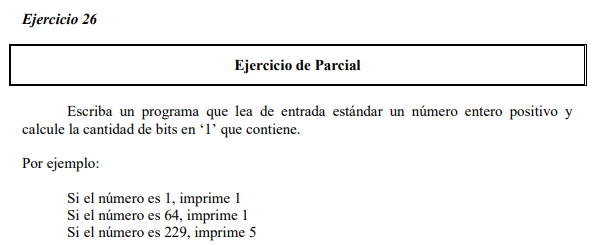 Ejercicio 26
Ejercicio de Parcial
Escriba un programa que lea de entrada estándar un número entero positivo y
calcule la cantidad de bits en ‘1’ que contiene.
Por ejemplo:
Si el número es 1, imprime 1
Si el número es 64, imprime 1
Si el número es 229, imprime 5